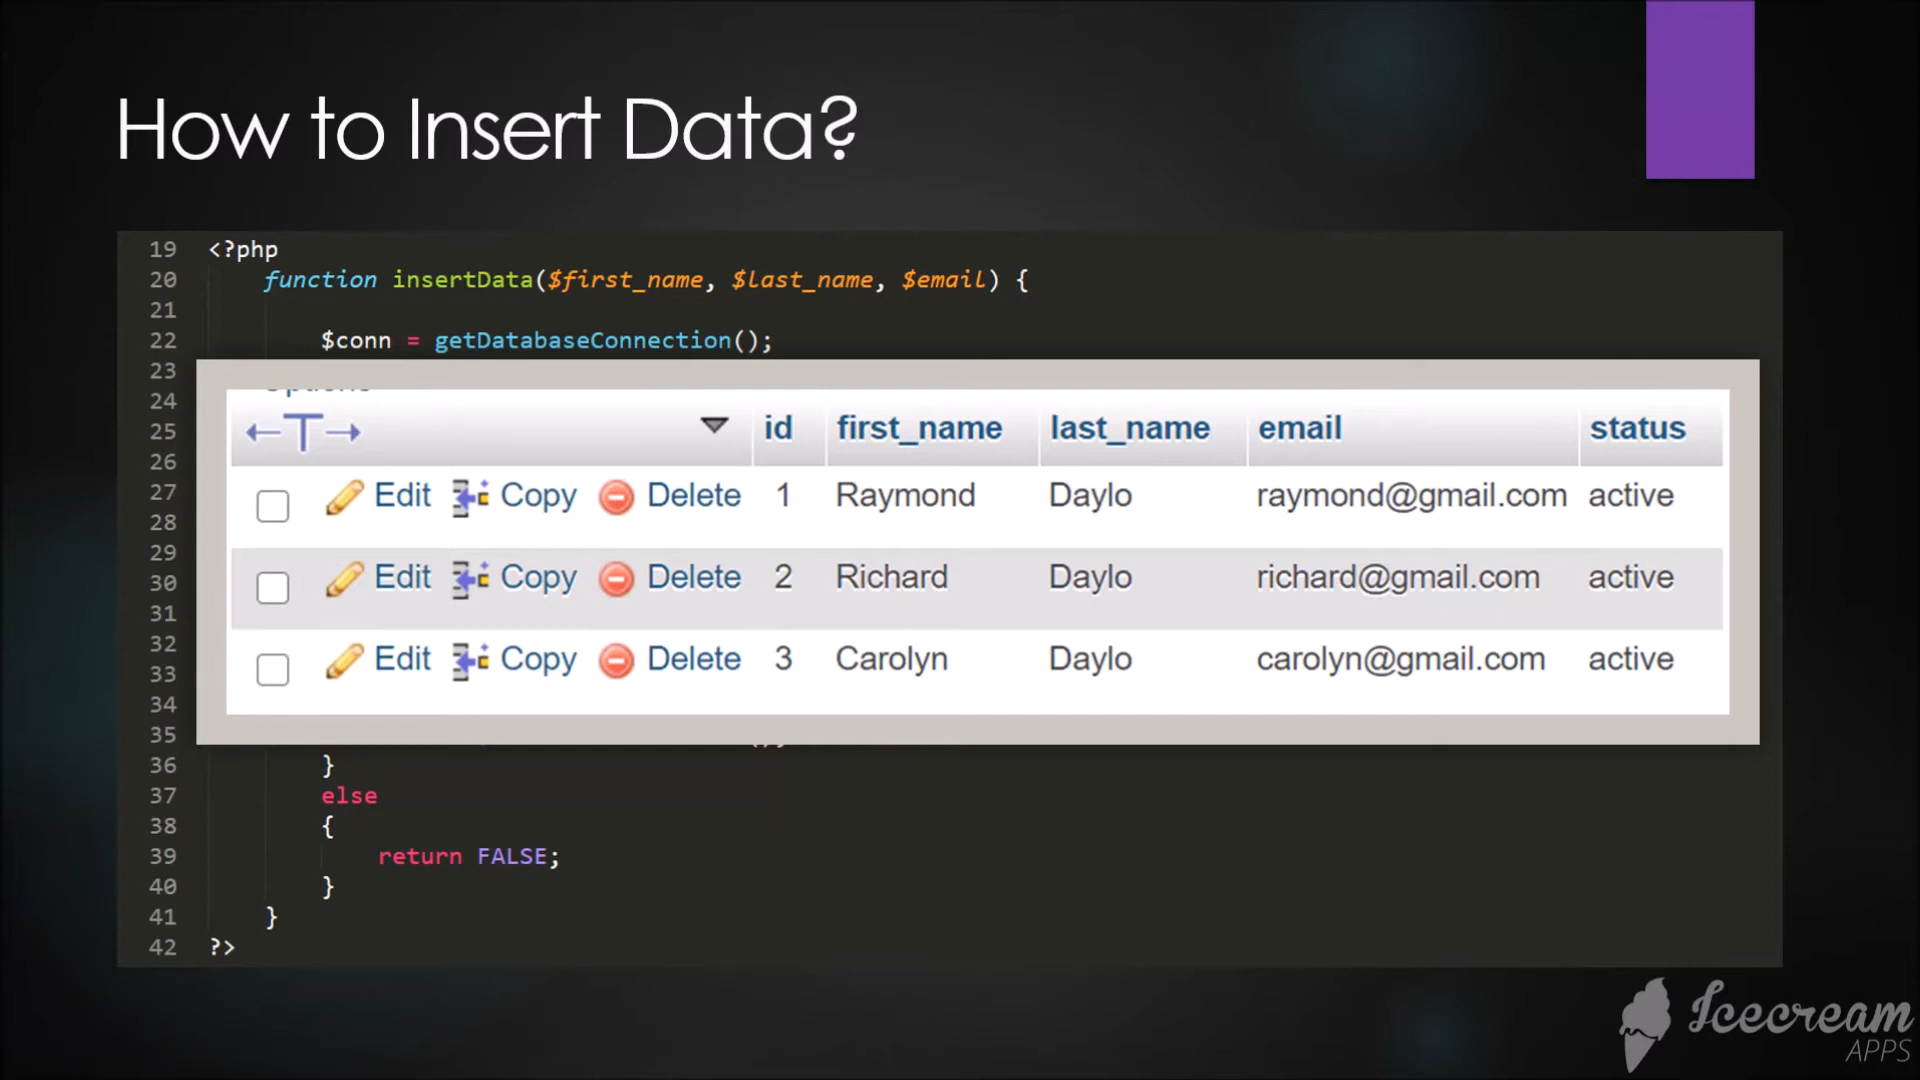 How to Insert Data?
19 <?php
20 function insertData($first_name, $last_name, $email) {
21
22 $conn = getDatabaseConnection();
23
24 Options
25 id first_name last_name email status
26
27 Edit Copy Delete 1 Raymond Daylo raymond@gmail.com active
28
29
30 Edit Copy Delete 2 Richard Daylo richard@gmail.com active
31
32
33 Edit Copy Delete 3 Carolyn Daylo carolyn@gmail.com active
34
35
36 }
37 else
38 {
39 return FALSE;
40 }
41 }
42 ?>
Icecream
APPS